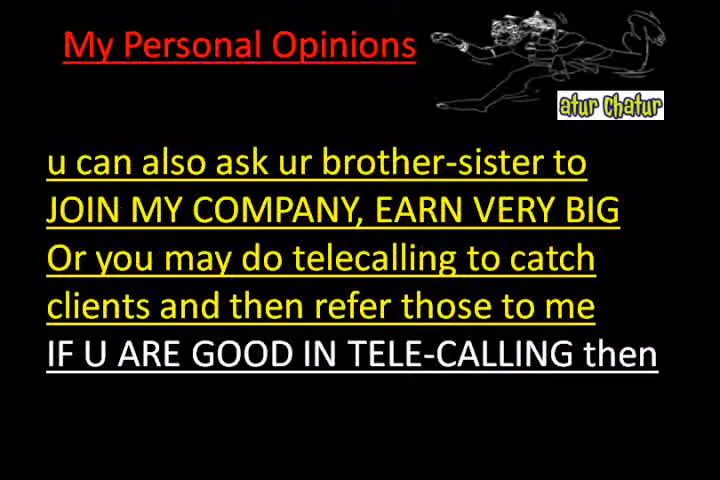 My Personal Opinions
atur chatur
u can also ask ur brother-sister to
JOIN MY COMPANY, EARN VERY BIG
Or you may do telecalling to catch
clients and then refer those to me
IF U ARE GOOD IN TELE-CALLING then